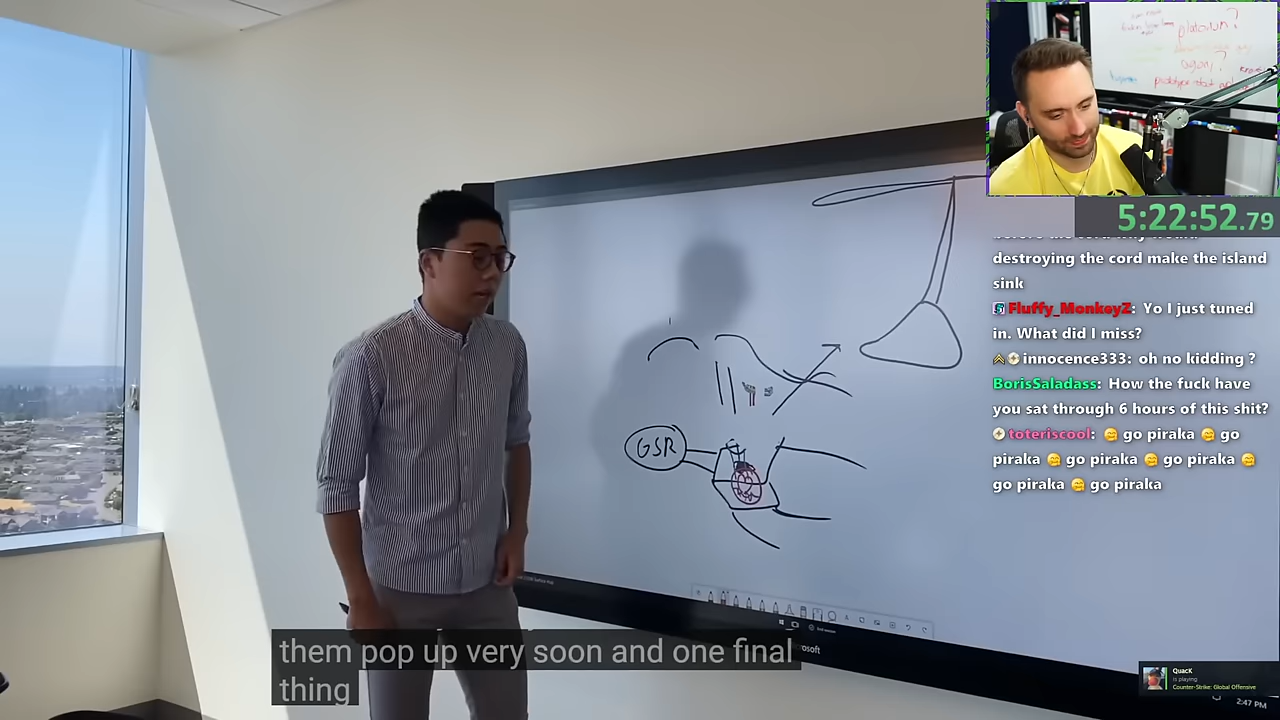 platinum?
agony?
5:22:52.79
destroying the cord make the island
sink
Fluffy_MonkeyZ: Yo I just tuned
in. What did I miss?
innocence333: oh no kidding ?
BorisSaladass: How the fuck have
you sat through 6 hours of this shit?
toteriscool: 🤗 go piraka 🤗 go
piraka 🤗 go piraka 🤗 go piraka 🤗
go piraka 🤗 go piraka
GSR
them pop up very soon and one final
thing
QuacK
is playing
Counter-Strike: Global Offensive
2:47 PM